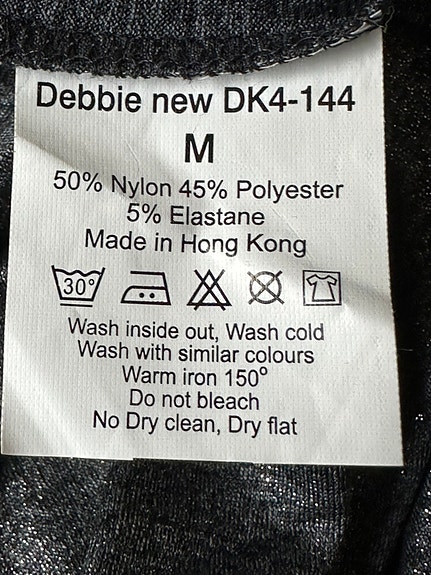 Debbie new DK4-144
M
50% Nylon 45% Polyester
5% Elastane
Made in Hong Kong
30°
Wash inside out, Wash cold
Wash with similar colours
Warm iron 150°
Do not bleach
No Dry clean, Dry flat